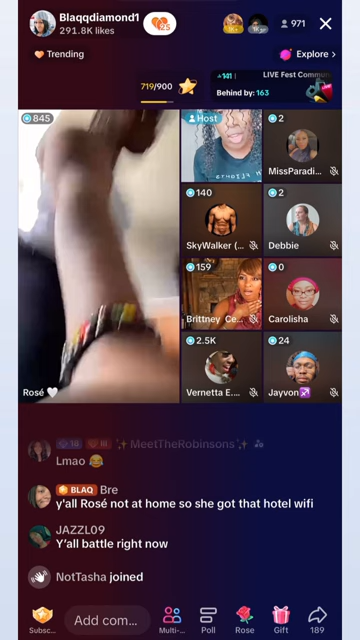 Blaqqdiamond1
291.8K likes
25
971
Trending
Explore >
719/900
141
LIVE Fest Commun
Behind by: 163
845
Host
2
MissParadi...
140
SkyWalker (...
2
Debbie
159
Brittney Ce...
0
Carolisha
2.5K
Vernetta E....
24
Jayvon♐
Rosé 🤍
18
✨MeetTheRobinsons✨
Lmao 😂
BLAQ Bre
y'all Rosé not at home so she got that hotel wifi
JAZZL09
Y'all battle right now
NotTasha joined
Subsc...
Add com...
Multi-...
Poll
Rose
Gift
189